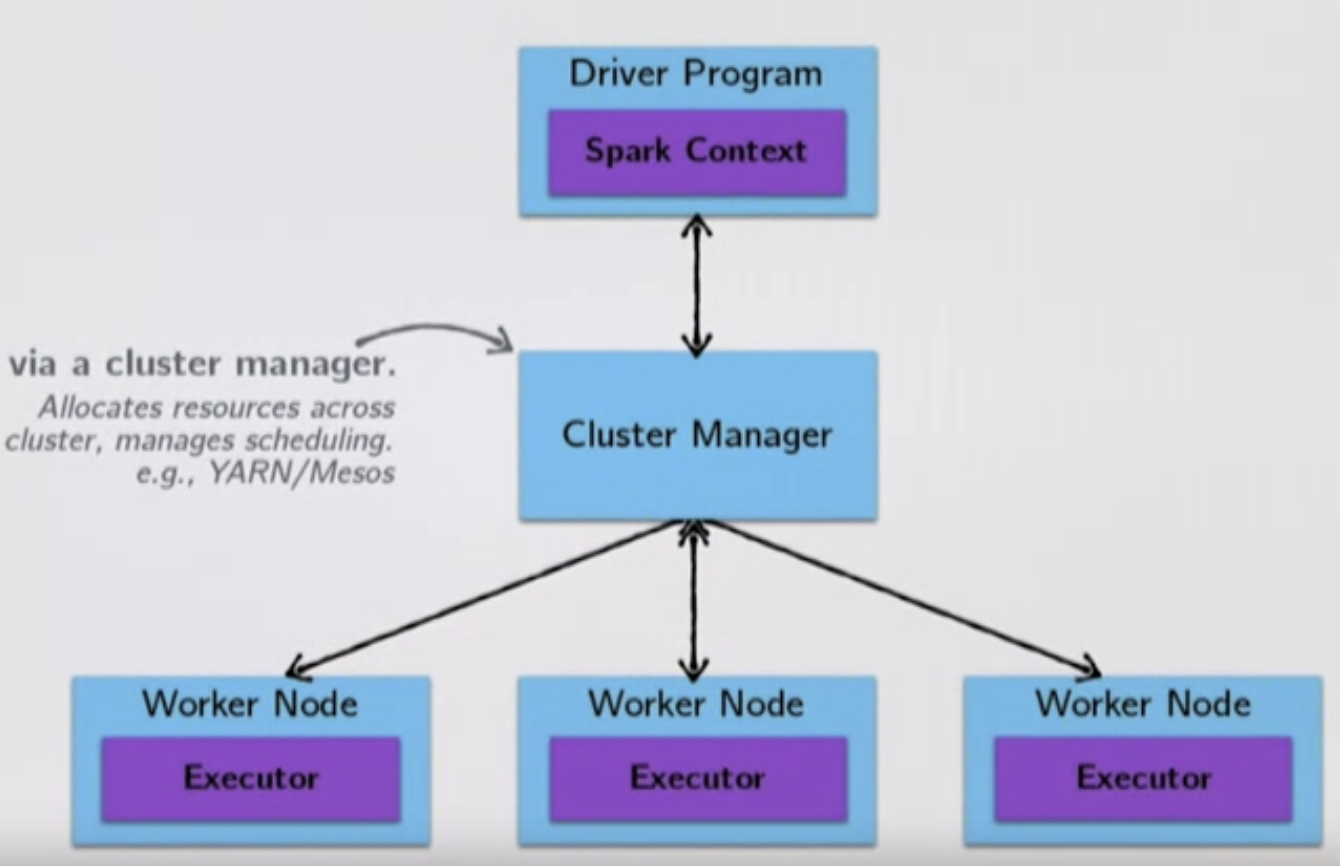 Driver Program
Spark Context
via a cluster manager.
Allocates resources across
cluster, manages scheduling.
e.g., YARN/Mesos
Cluster Manager
Worker Node
Executor
Worker Node
Executor
Worker Node
Executor